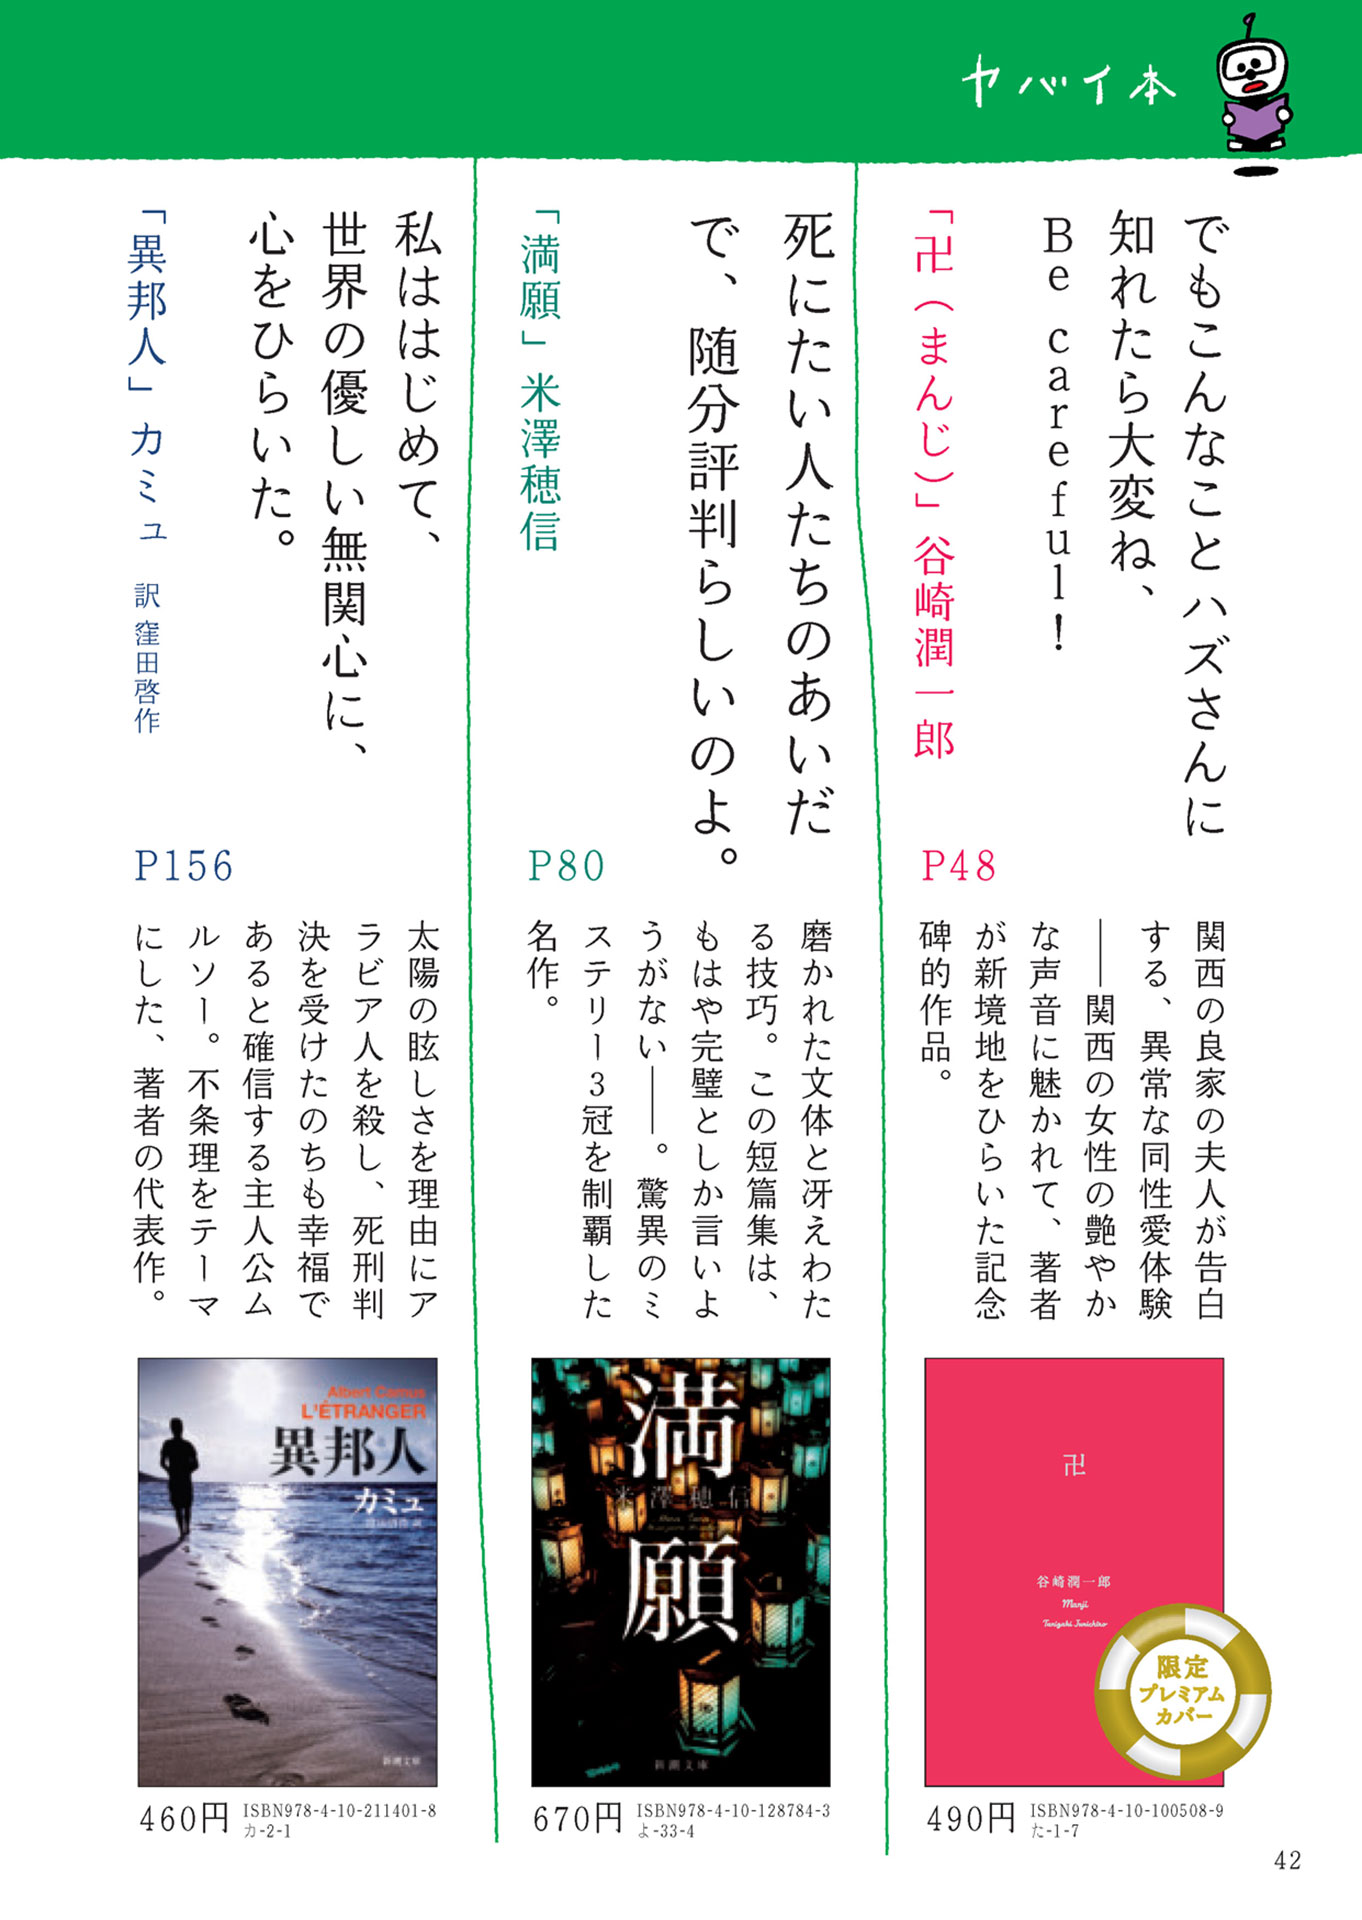 ヤバイ本
でもこんなことハズさんに
知れたら大変ね、
Be careful!
「卍（まんじ）」谷崎潤一郎
P48
関西の良家の夫人が告白
する、異常な同性愛体験
――関西の女性の艶やか
な声音に魅かれて、著者
が新境地をひらいた記念
碑的作品。
卍
谷崎潤一郎
Manji
Tanizaki Junichiro
限定
プレミアム
カバー
490円
ISBN978-4-10-100508-9
た-1-7
死にたい人たちのあいだ
で、随分評判らしいのよ。
「満願」米澤穂信
P80
磨かれた文体と冴えわた
る技巧。この短篇集は、
もはや完璧としか言いよ
うがない――。驚異のミ
ステリー3冠を制覇した
名作。
満願
米澤穂信
新潮文庫
670円
ISBN978-4-10-128784-3
よ-33-4
私ははじめて、
世界の優しい無関心に、
心をひらいた。
「異邦人」カミュ 訳 窪田啓作
P156
太陽の眩しさを理由にア
ラビア人を殺し、死刑判
決を受けたのちも幸福で
あると確信する主人公ム
ルソー。不条理をテーマ
にした、著者の代表作。
Albert Camus
L'ÉTRANGER
異邦人
カミュ
新潮文庫
460円
ISBN978-4-10-211401-8
カ-2-1
42